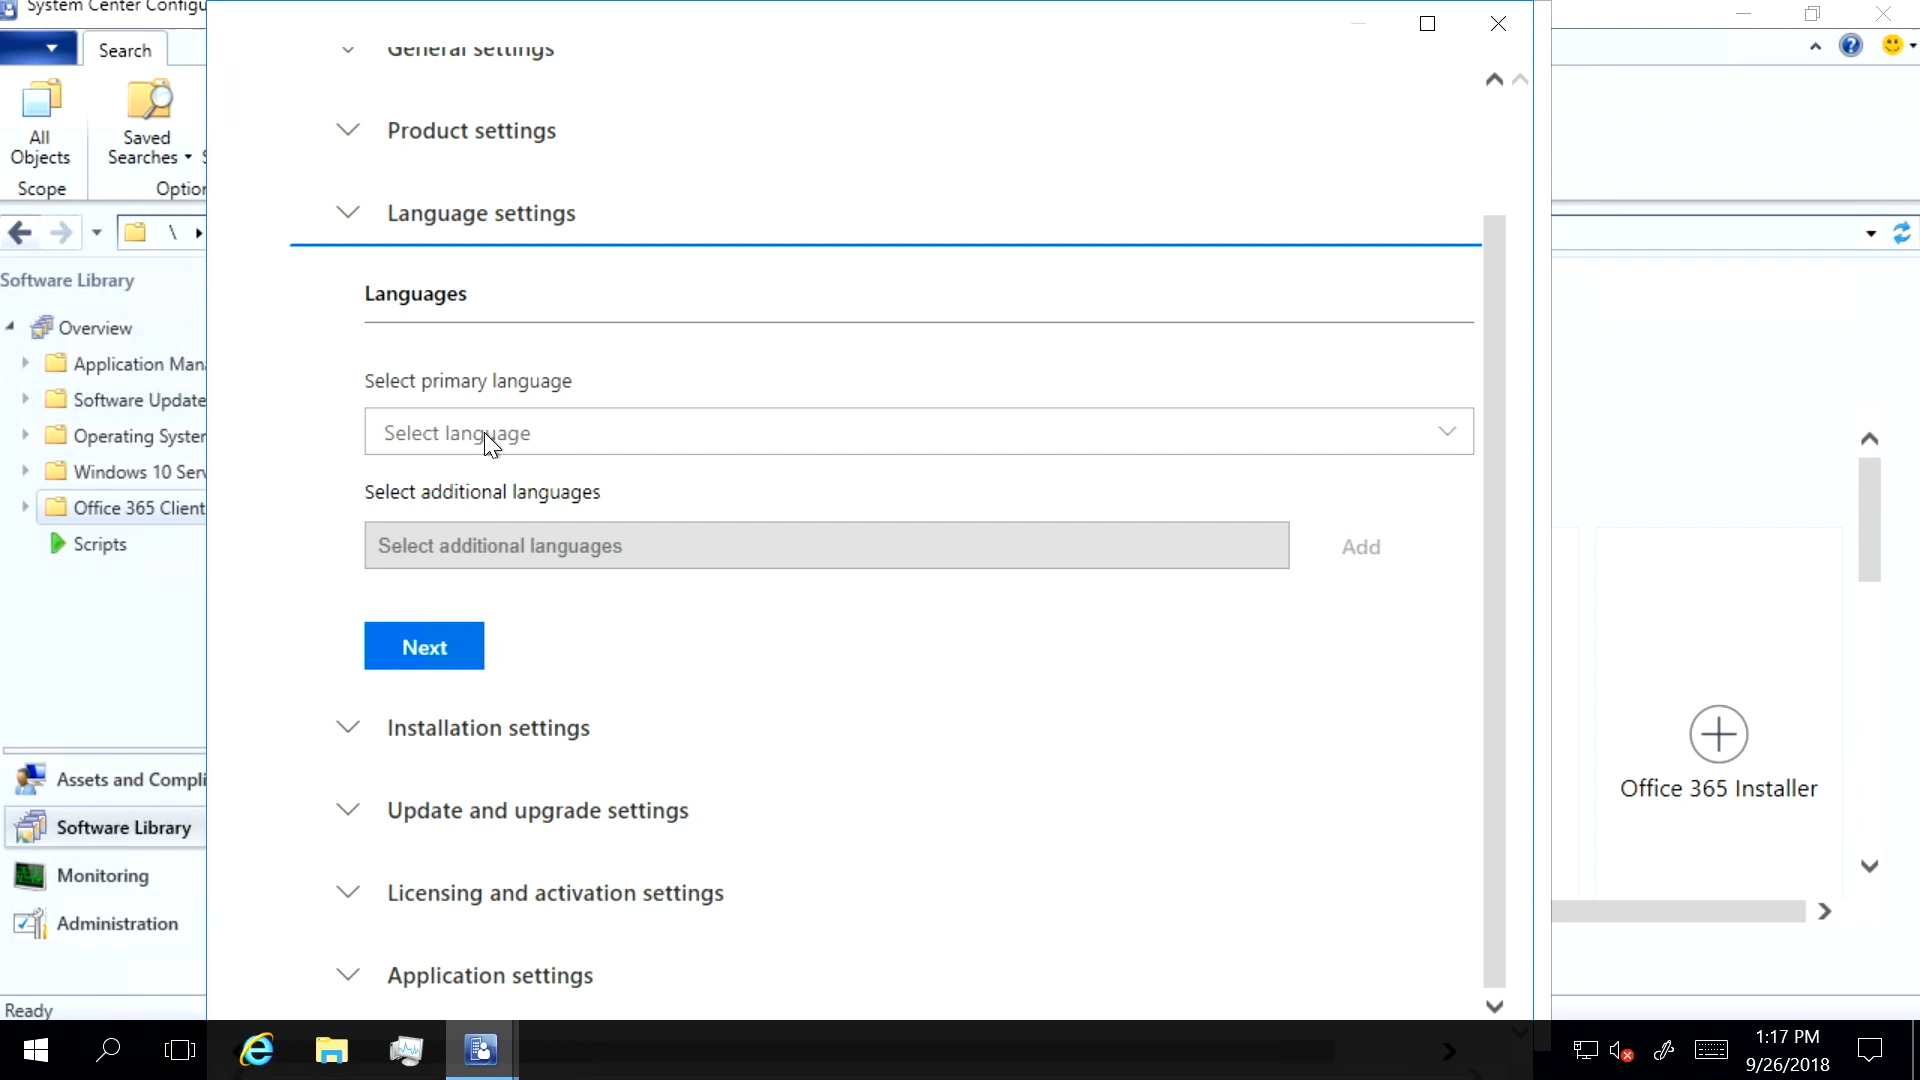 System Center Configu
Search
All
Objects
Saved
Searches
Scope
Option
\
Software Library
Overview
Application Mana
Software Update
Operating System
Windows 10 Serv
Office 365 Client
Scripts
Assets and Compli
Software Library
Monitoring
Administration
Ready
General settings
Product settings
Language settings
Languages
Select primary language
Select language
Select additional languages
Select additional languages
Add
Next
Installation settings
Update and upgrade settings
Licensing and activation settings
Application settings
Office 365 Installer
1:17 PM
9/26/2018